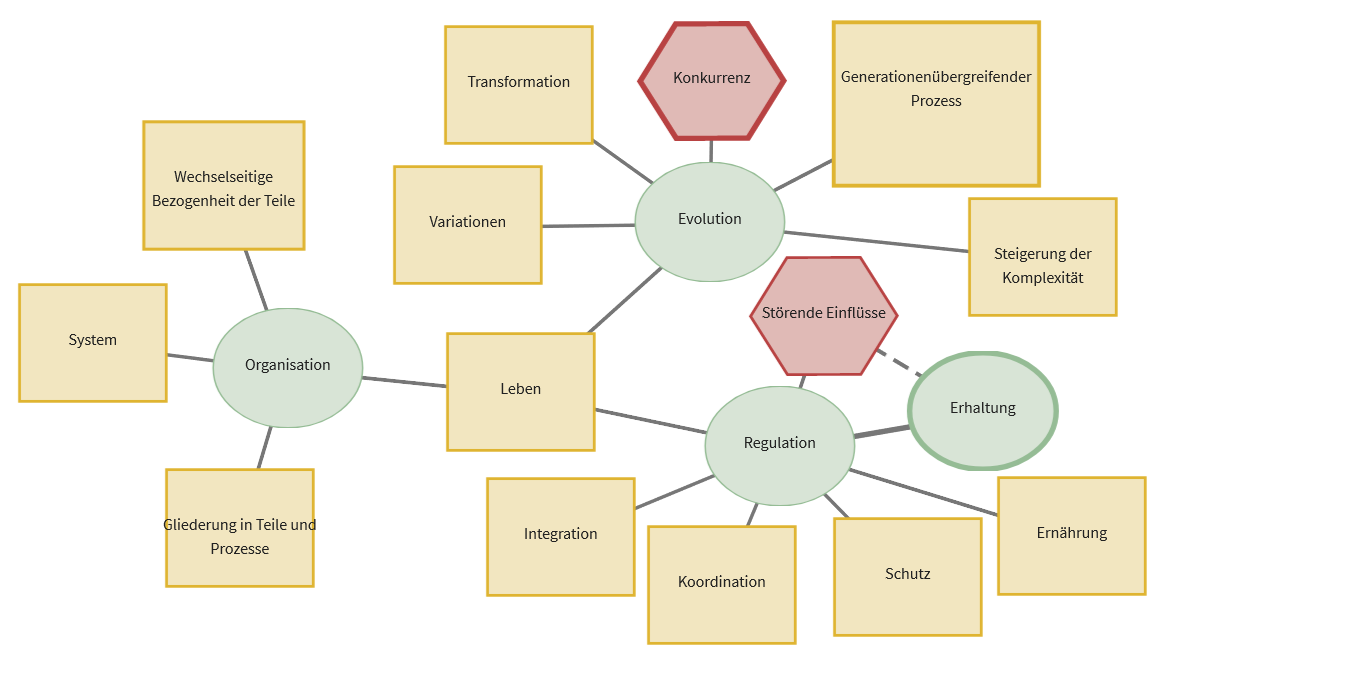 Transformation
Konkurrenz
Generationenübergreifender
Prozess
Wechselseitige
Bezogenheit der Teile
Variationen
Evolution
Steigerung der
Komplexität
System
Organisation
Störende Einflüsse
Leben
Erhaltung
Regulation
Gliederung in Teile und
Prozesse
Integration
Koordination
Schutz
Ernährung